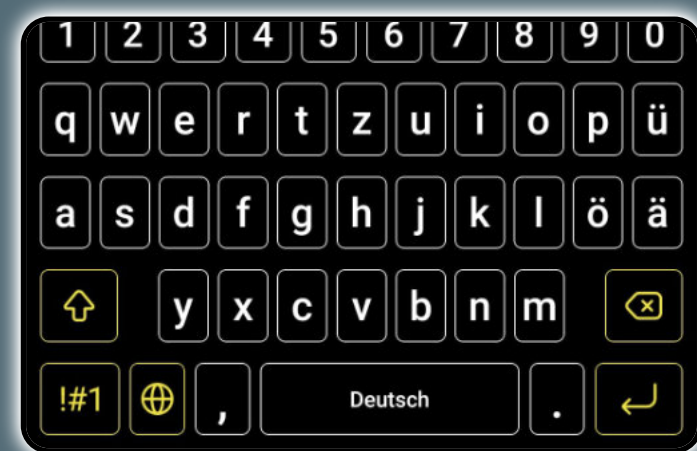 1 2 3 4 5 6 7 8 9 0
q w e r t z u i o p ü
a s d f g h j k l ö ä
y x c v b n m
!#1 , Deutsch .